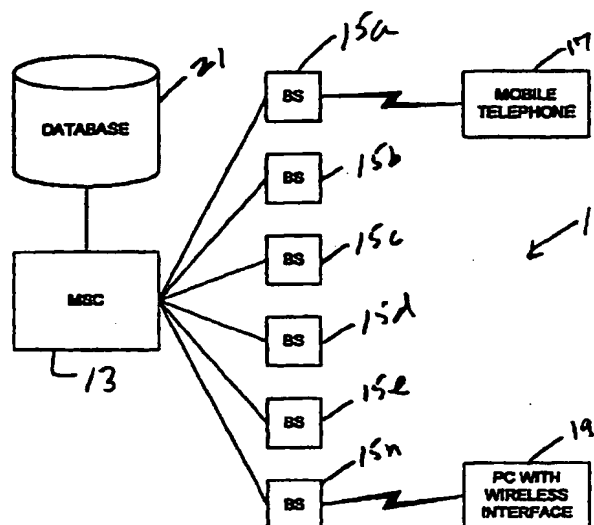 15a
17
21
BS
MOBILE
TELEPHONE
DATABASE
15b
BS
15c
1
BS
MSC
15d
BS
13
15e
BS
19
15n
PC WITH
WIRELESS
INTERFACE
BS